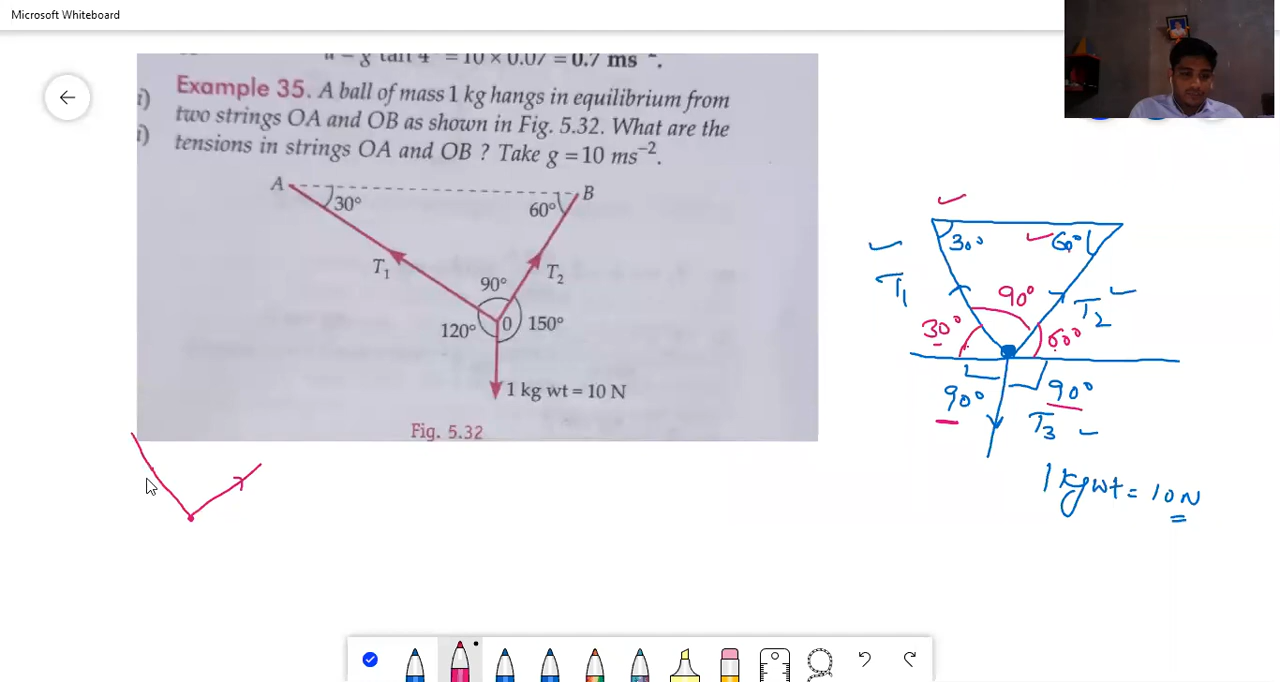 Microsoft Whiteboard
= 10 × 0.07 = 0.7 ms
Example 35. A ball of mass 1 kg hangs in equilibrium from
two strings OA and OB as shown in Fig. 5.32. What are the
tensions in strings OA and OB ? Take g = 10 ms⁻².
A
B
30°
60°
T₁
T₂
90°
120°
O
150°
1 kg wt = 10 N
Fig. 5.32
30°
60°
T₁
90°
T₂
30°
60°
90°
90°
T₃
1 kg wt = 10 N